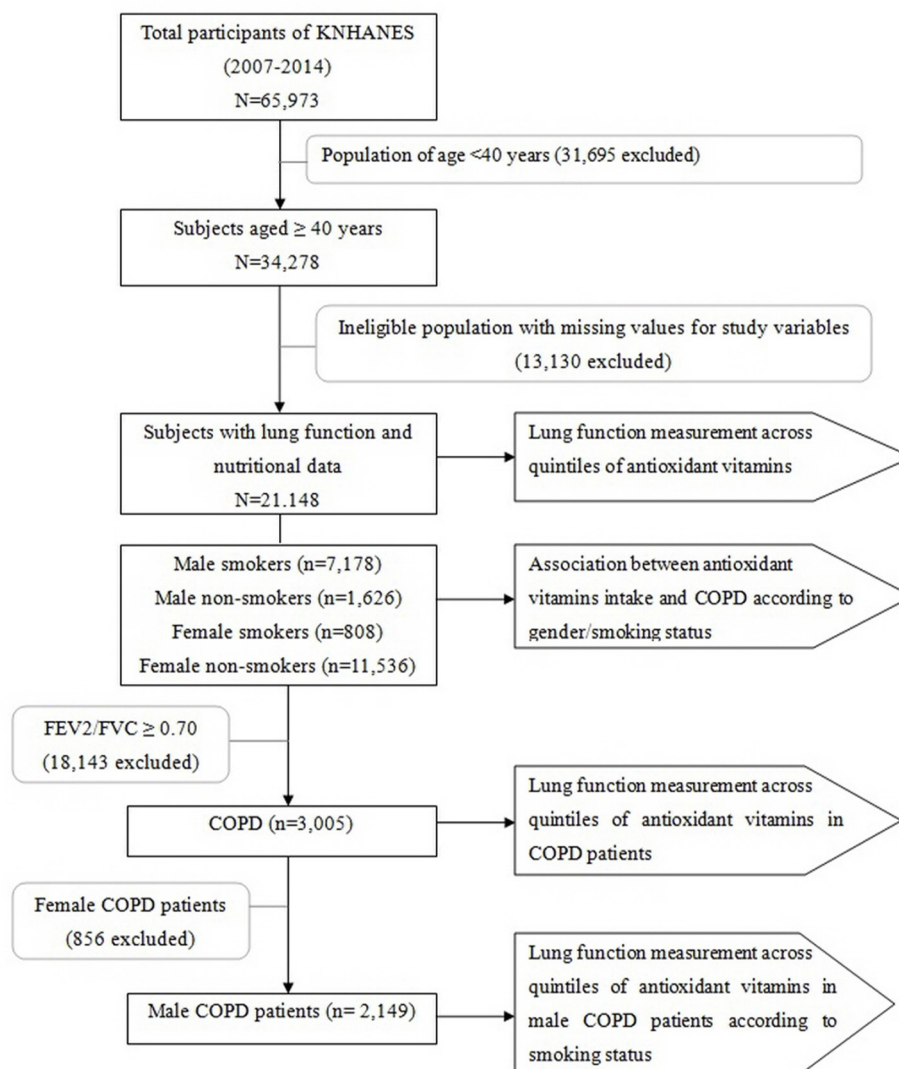 Total participants of KNHANES
(2007-2014)
N=65,973
Population of age <40 years (31,695 excluded)
Subjects aged ≥ 40 years
N=34,278
Ineligible population with missing values for study variables
(13,130 excluded)
Subjects with lung function and
nutritional data
N=21.148
Lung function measurement across
quintiles of antioxidant vitamins
Male smokers (n=7,178)
Male non-smokers (n=1,626)
Female smokers (n=808)
Female non-smokers (n=11,536)
Association between antioxidant
vitamins intake and COPD according to
gender/smoking status
FEV2/FVC ≥ 0.70
(18,143 excluded)
COPD (n=3,005)
Lung function measurement across
quintiles of antioxidant vitamins in
COPD patients
Female COPD patients
(856 excluded)
Male COPD patients (n= 2,149)
Lung function measurement across
quintiles of antioxidant vitamins in
male COPD patients according to
smoking status